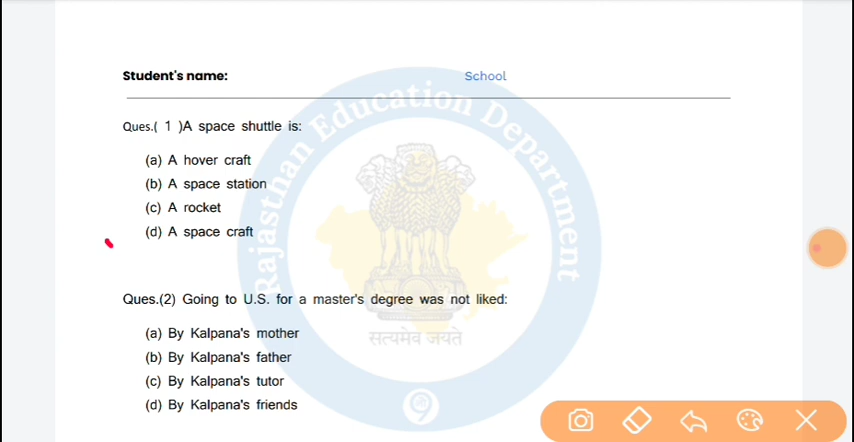 Student's name: School
Rajasthan Education Department
Ques.( 1 )A space shuttle is:
(a) A hover craft
(b) A space station
(c) A rocket
(d) A space craft
Ques.(2) Going to U.S. for a master's degree was not liked:
सत्यमेव जयते
(a) By Kalpana's mother
(b) By Kalpana's father
(c) By Kalpana's tutor
(d) By Kalpana's friends